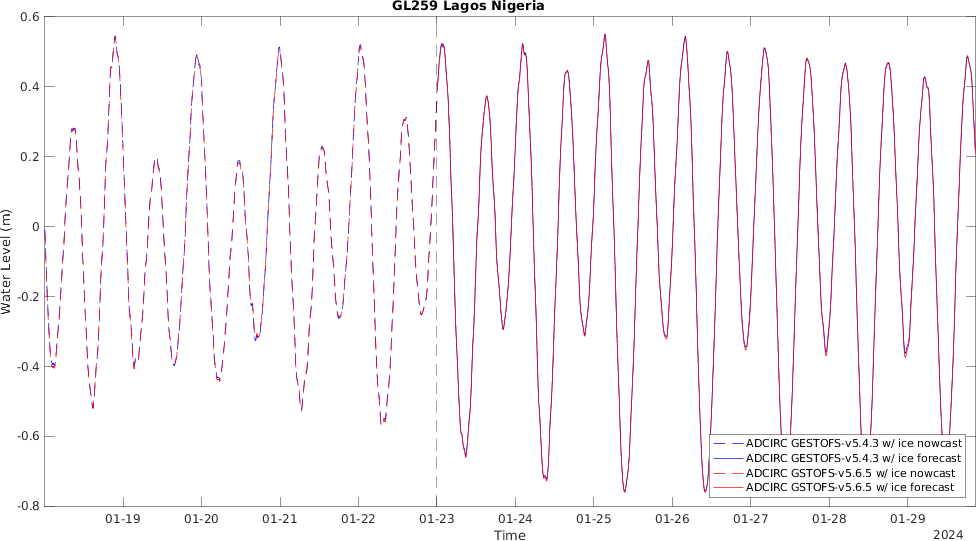 GL259 Lagos Nigeria
0.6
0.4
0.2
0
-0.2
-0.4
-0.6
-0.8
Water Level (m)
ADCIRC GESTOFS-v5.4.3 w/ ice nowcast
ADCIRC GESTOFS-v5.4.3 w/ ice forecast
ADCIRC GSTOFS-v5.6.5 w/ ice nowcast
ADCIRC GSTOFS-v5.6.5 w/ ice forecast
01-19 01-20 01-21 01-22 01-23 01-24 01-25 01-26 01-27 01-28 01-29
Time
2024